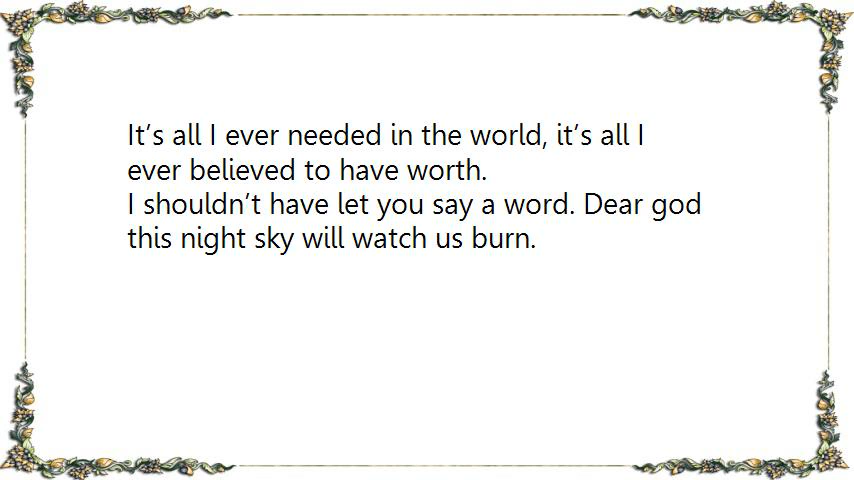 It's all I ever needed in the world, it's all I
ever believed to have worth.
I shouldn't have let you say a word. Dear god
this night sky will watch us burn.